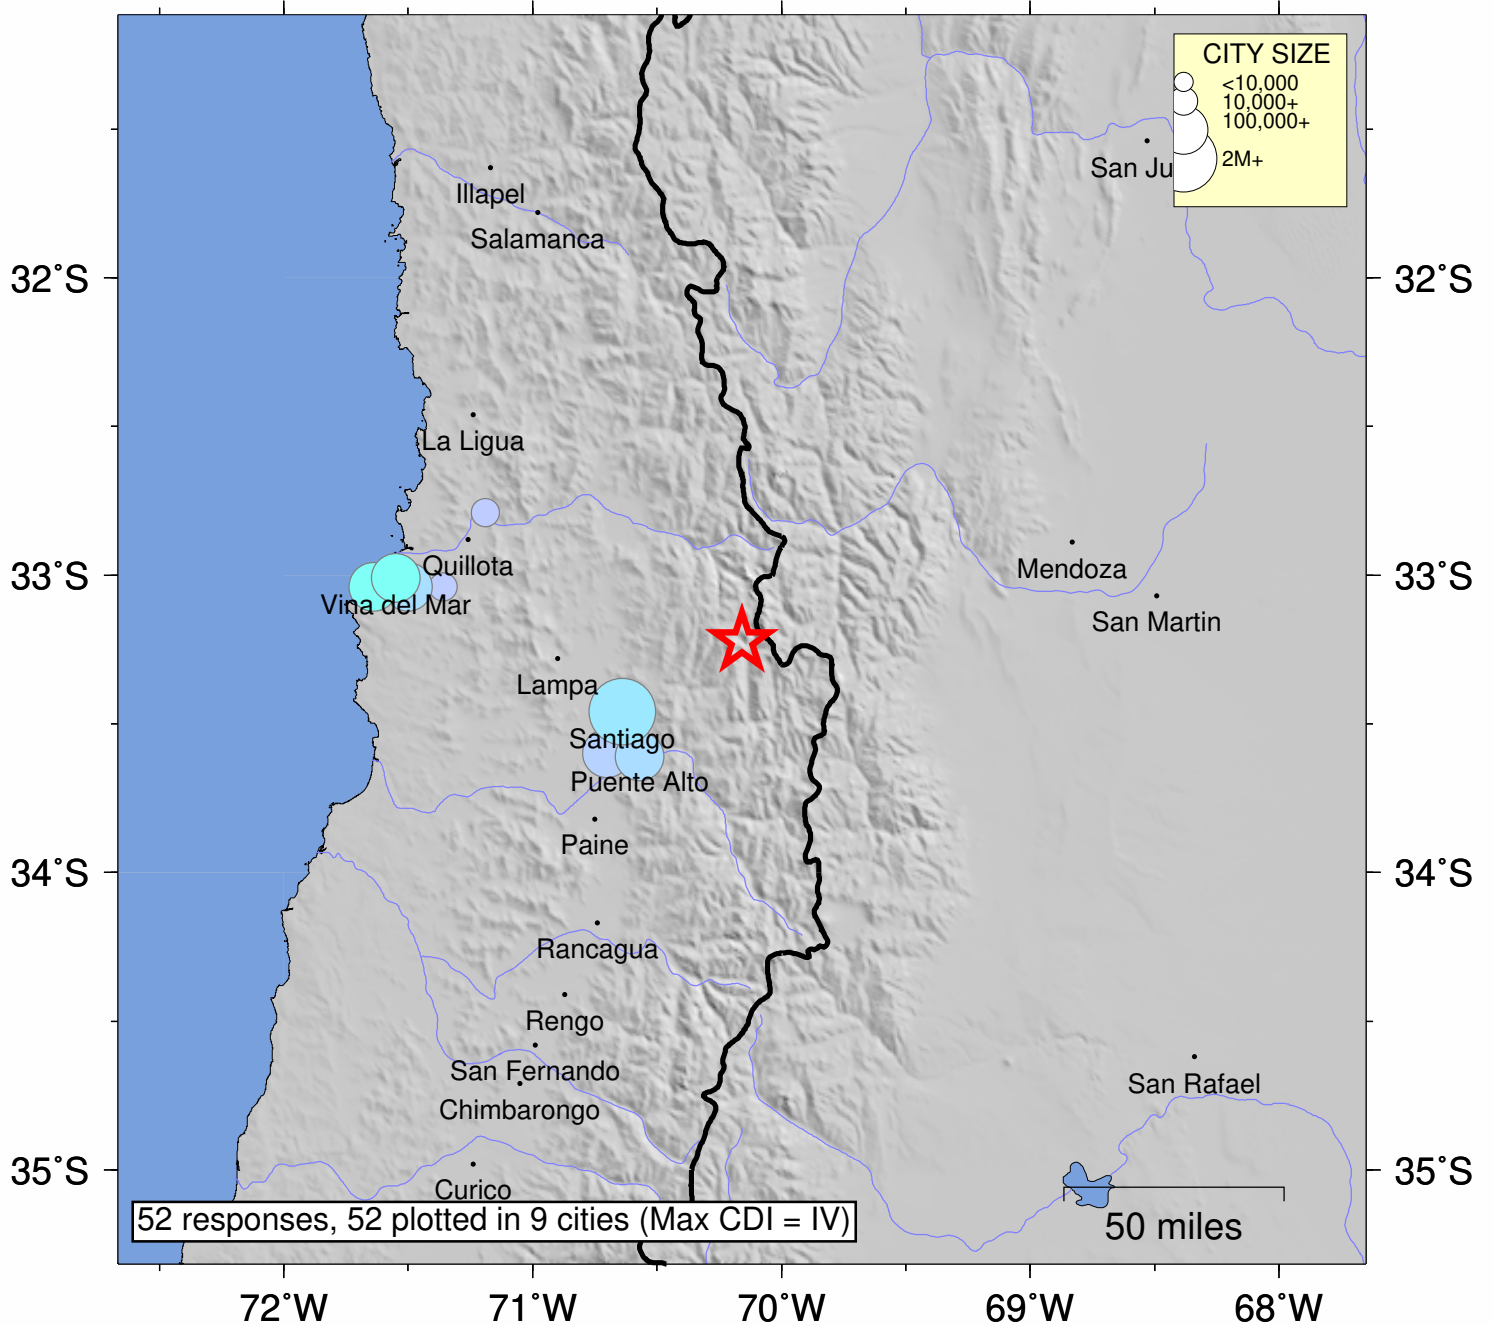 CITY SIZE
<10,000
10,000+
100,000+
2M+
San Ju
Illapel
Salamanca
32°S
32°S
La Ligua
Quillota
Mendoza
33°S
33°S
Vina del Mar
San Martin
Lampa
Santiago
Puente Alto
Paine
34°S
34°S
Rancagua
Rengo
San Fernando
San Rafael
Chimbarongo
35°S
35°S
Curico
52 responses, 52 plotted in 9 cities (Max CDI = IV)
50 miles
72°W
71°W
70°W
69°W
68°W